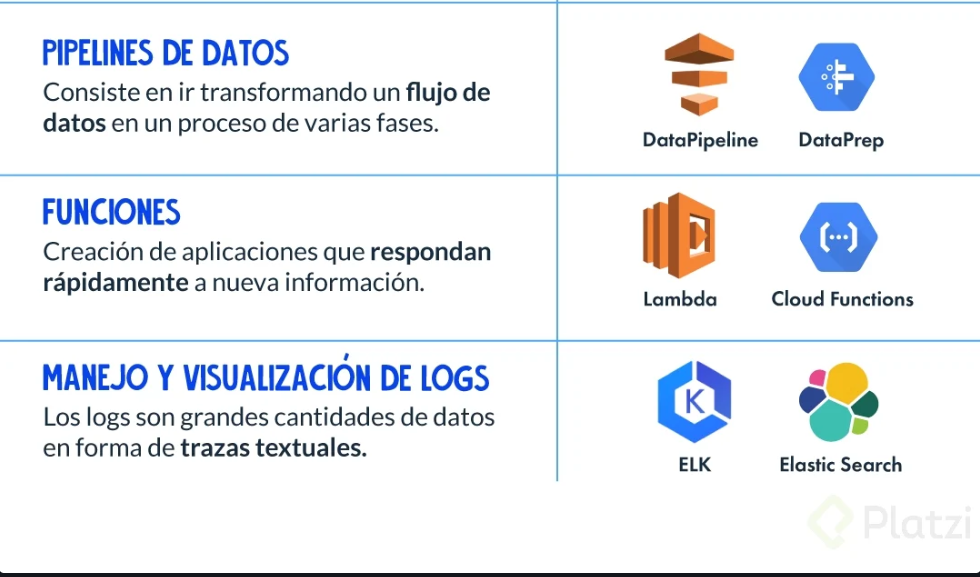 PIPELINES DE DATOS
Consiste en ir transformando un flujo de
datos en un proceso de varias fases.
DataPipeline
DataPrep
FUNCIONES
Creación de aplicaciones que respondan
rápidamente a nueva información.
Lambda
Cloud Functions
MANEJO Y VISUALIZACIÓN DE LOGS
Los logs son grandes cantidades de datos
en forma de trazas textuales.
K
ELK
Elastic Search
Platzi